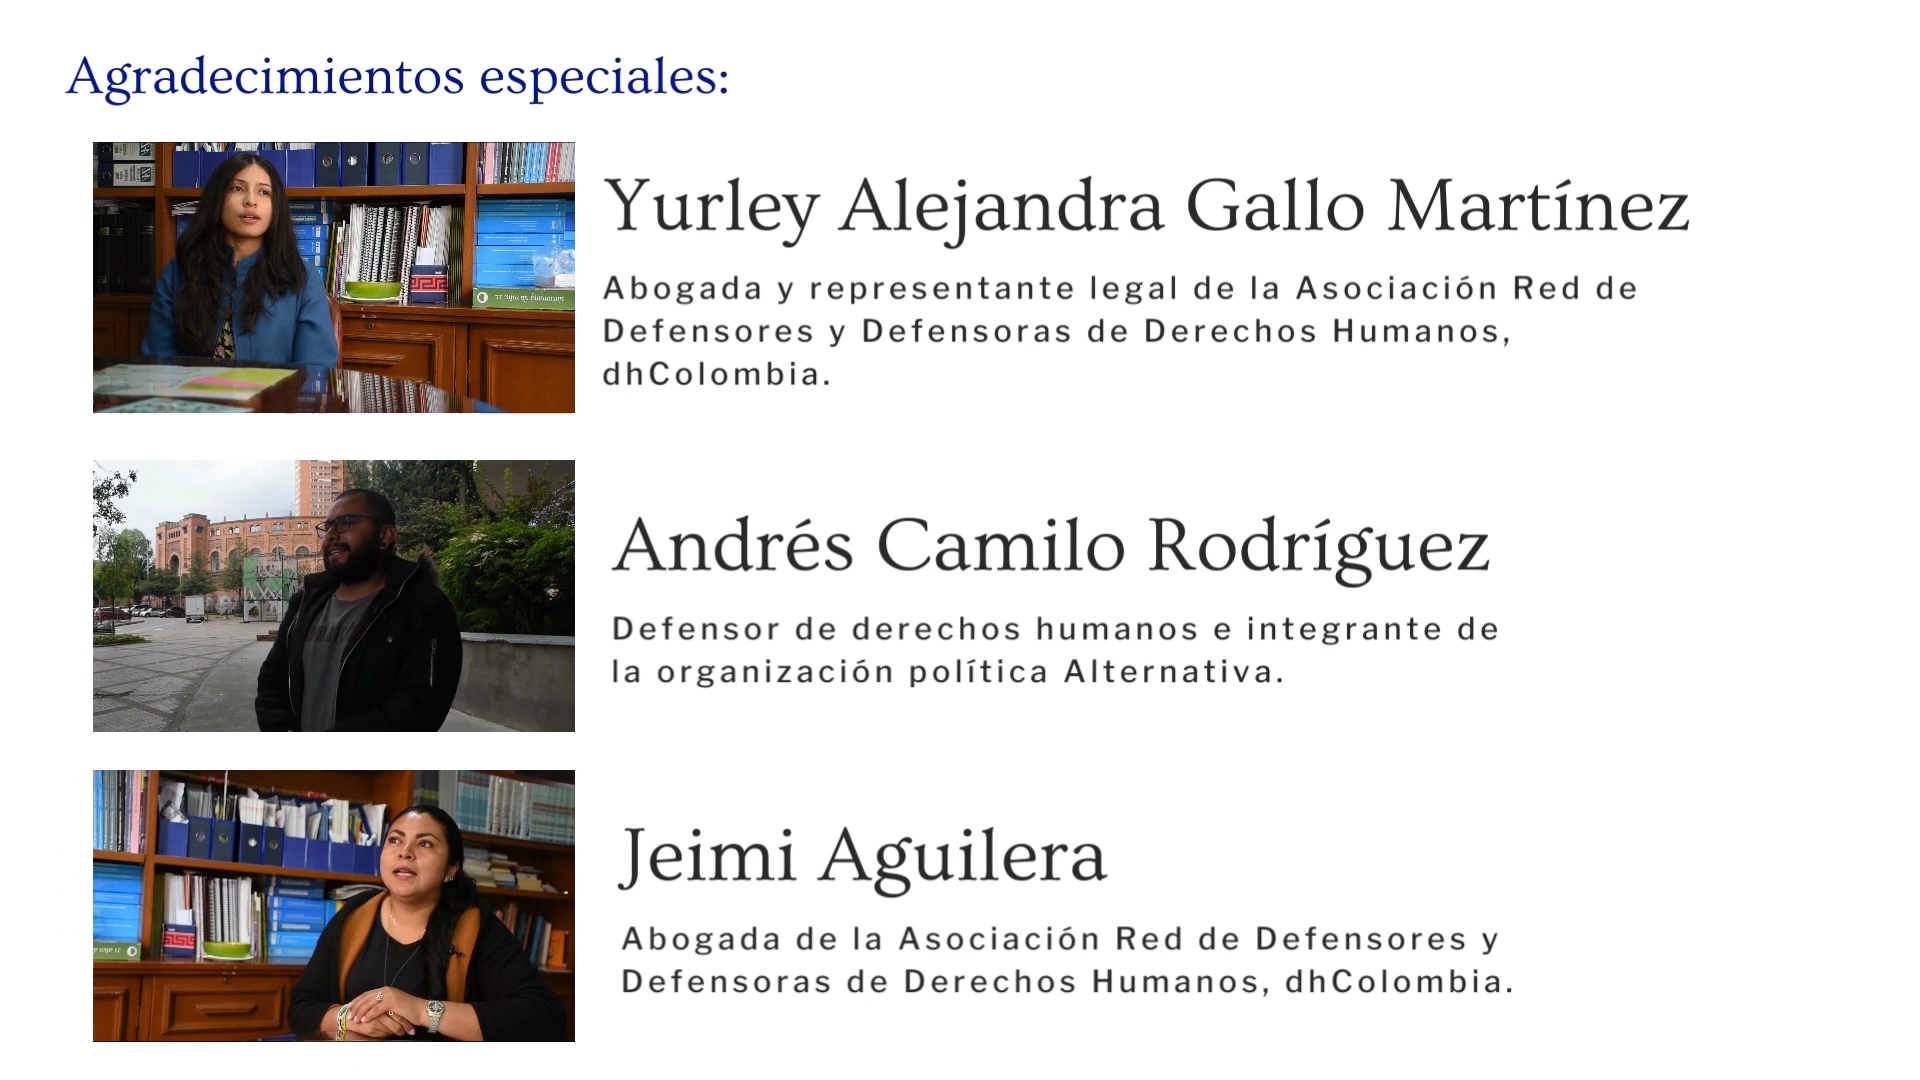 Agradecimientos especiales:
Yurley Alejandra Gallo Martínez
Abogada y representante legal de la Asociación Red de
Defensores y Defensoras de Derechos Humanos,
dhColombia.
Andrés Camilo Rodríguez
Defensor de derechos humanos e integrante de
la organización política Alternativa.
Jeimi Aguilera
Abogada de la Asociación Red de Defensores y
Defensoras de Derechos Humanos, dhColombia.